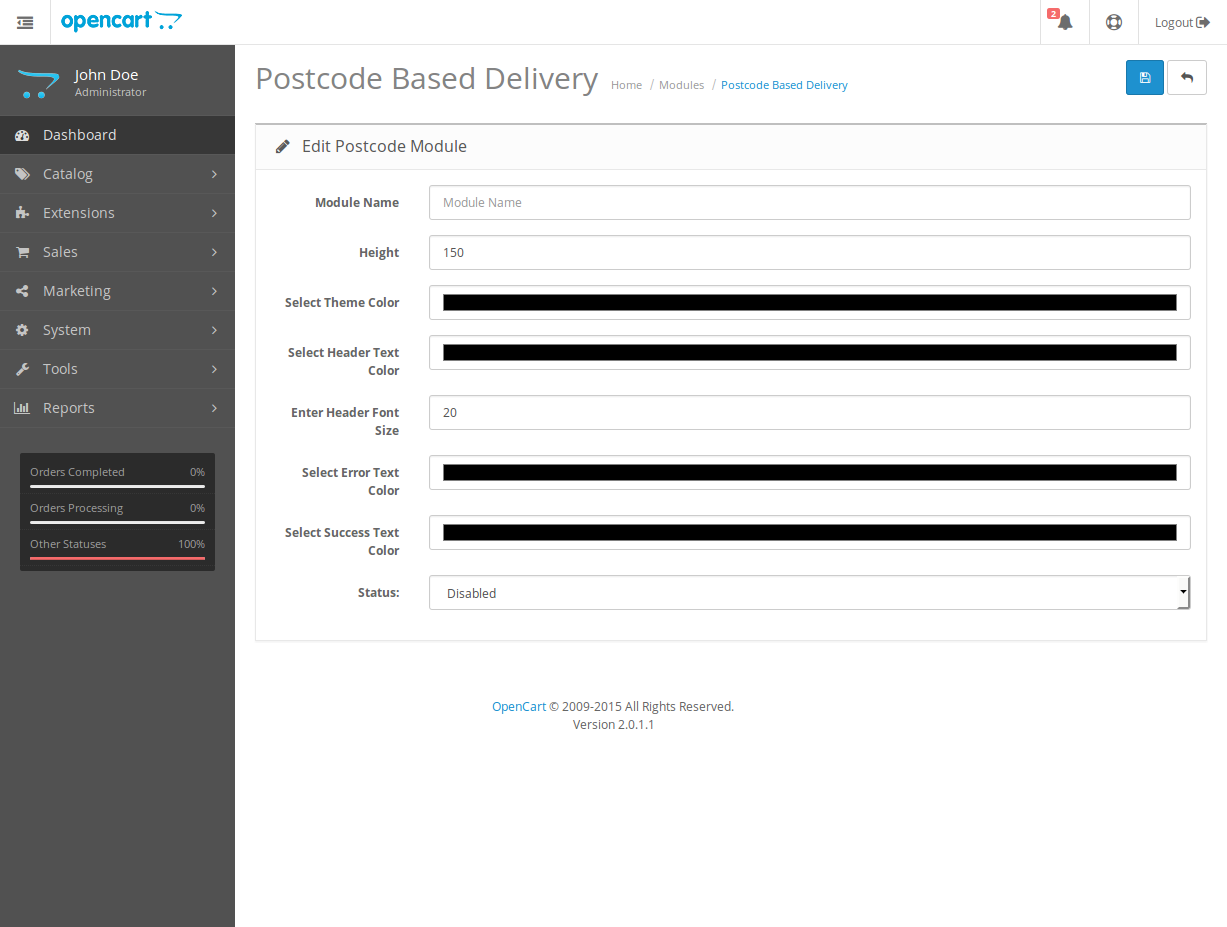 opencart
2
Logout
John Doe
Administrator
Postcode Based Delivery
Home / Modules / Postcode Based Delivery
Dashboard
Catalog
Extensions
Sales
Marketing
System
Tools
Reports
Orders Completed 0%
Orders Processing 0%
Other Statuses 100%
Edit Postcode Module
Module Name Module Name
Height 150
Select Theme Color
Select Header Text
Color
Enter Header Font
Size
20
Select Error Text
Color
Select Success Text
Color
Status: Disabled
OpenCart © 2009-2015 All Rights Reserved.
Version 2.0.1.1